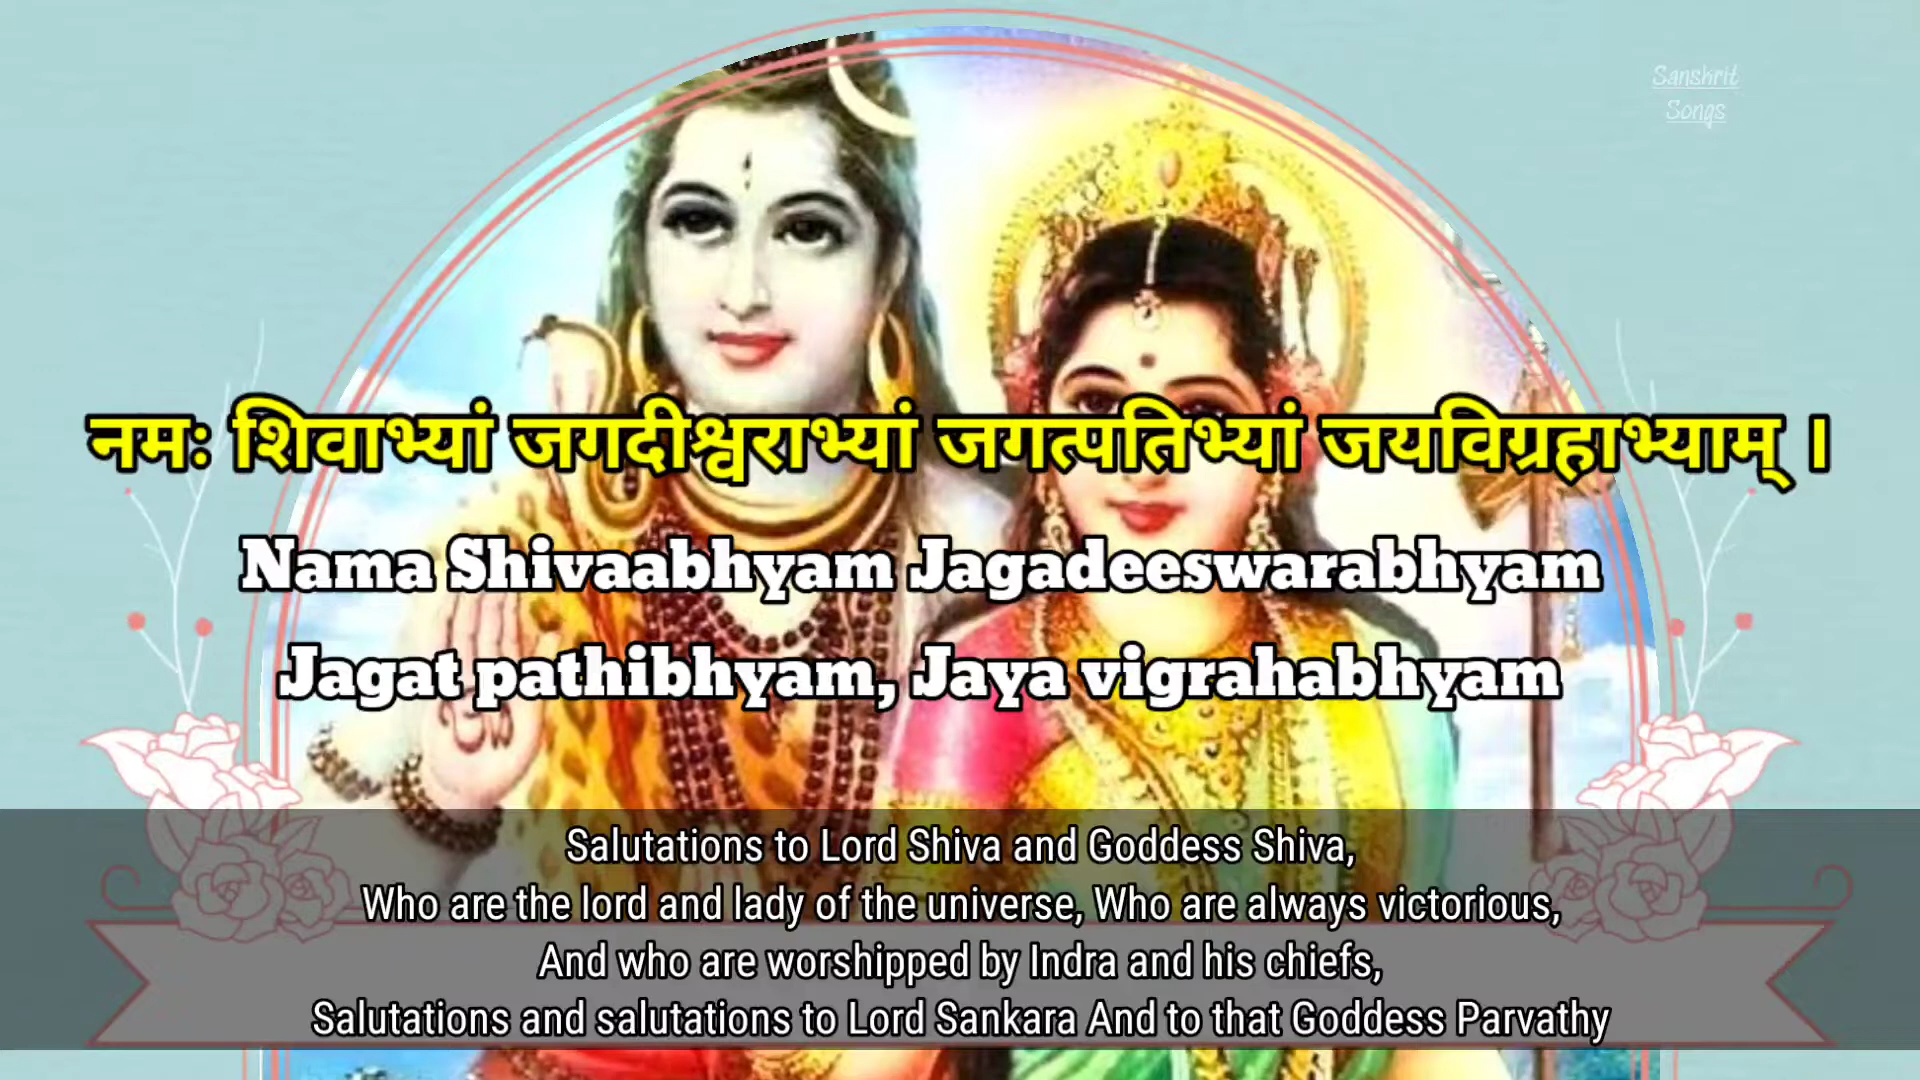 Sanshrit
Songs
नमः शिवाभ्यां जगदीश्वराभ्यां जगत्पतिभ्यां जयविग्रहाभ्याम् ।
Nama Shivaabhyam Jagadeeswarabhyam
Jagat pathibhyam, Jaya vigrahabhyam
ॐ
Salutations to Lord Shiva and Goddess Shiva,
Who are the lord and lady of the universe, Who are always victorious,
And who are worshipped by Indra and his chiefs,
Salutations and salutations to Lord Sankara And to that Goddess Parvathy